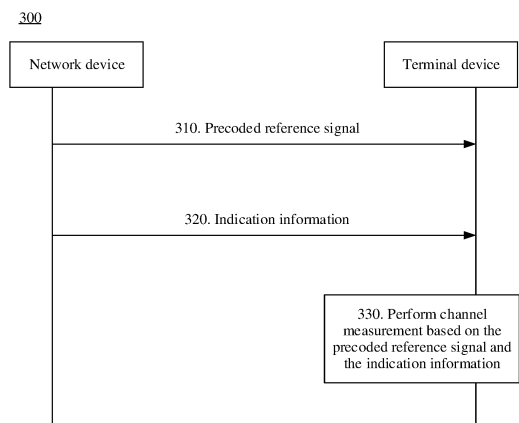 300
Network device
Terminal device
310. Precoded reference signal
320. Indication information
330. Perform channel
measurement based on the
precoded reference signal and
the indication information